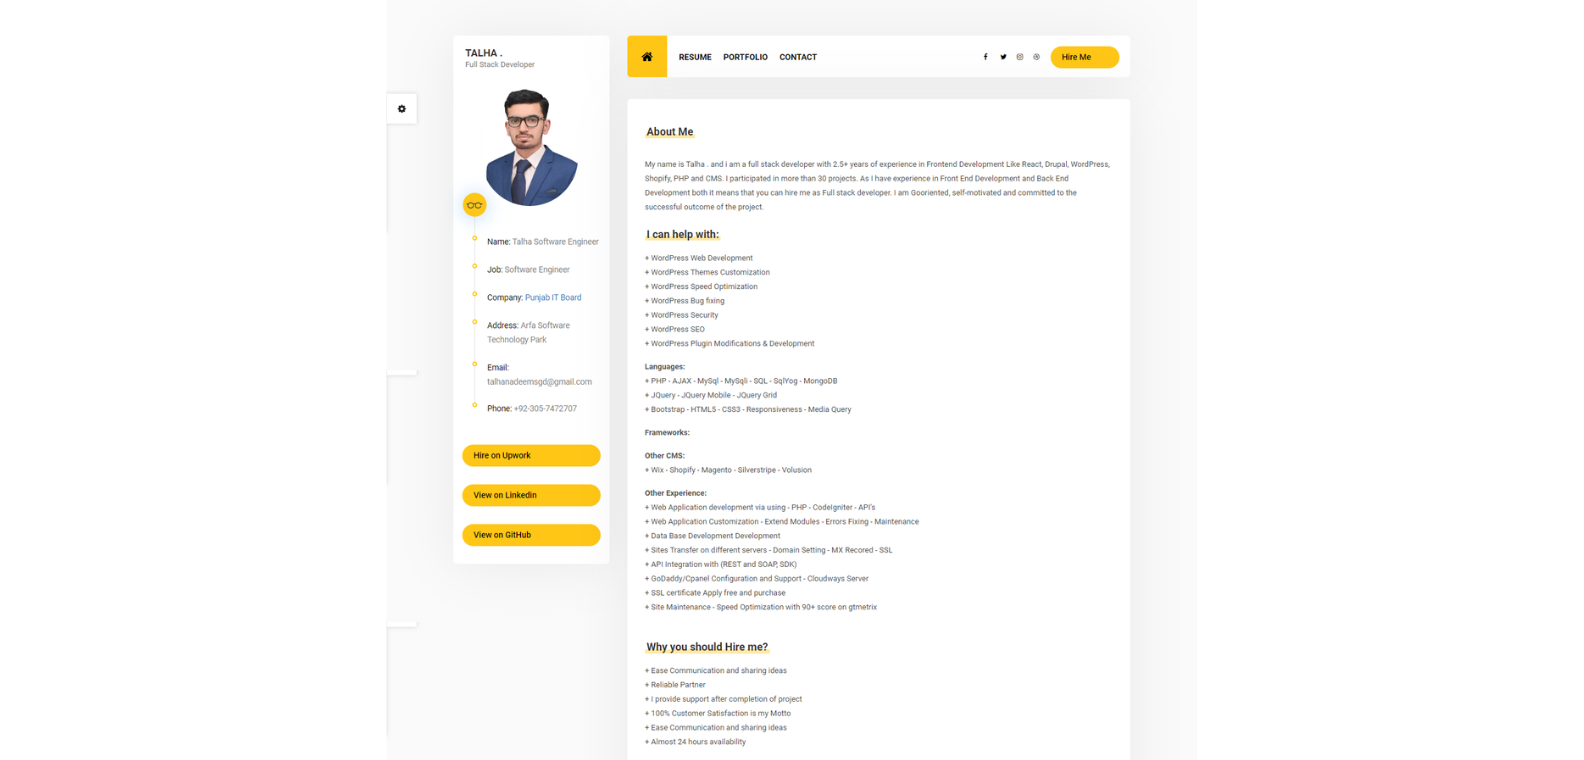 TALHA .
Full Stack Developer
Name: Talha Software Engineer
Job: Software Engineer
Company: Punjab IT Board
Address: Arfa Software
Technology Park
Email:
talhanadeemsgd@gmail.com
Phone: +92-305-7472707
Hire on Upwork
View on Linkedin
View on GitHub
RESUME PORTFOLIO CONTACT
Hire Me
About Me
My name is Talha . and i am a full stack developer with 2.5+ years of experience in Frontend Development Like React, Drupal, WordPress,
Shopify, PHP and CMS. I participated in more than 30 projects. As I have experience in Front End Development and Back End
Development both it means that you can hire me as Full stack developer. I am Gooriented, self-motivated and committed to the
successful outcome of the project.
I can help with:
+ WordPress Web Development
+ WordPress Themes Customization
+ WordPress Speed Optimization
+ WordPress Bug fixing
+ WordPress Security
+ WordPress SEO
+ WordPress Plugin Modifications & Development
Languages:
+ PHP - AJAX - MySql - MySqli - SQL - SqlYog - MongoDB
+ JQuery - JQuery Mobile - JQuery Grid
+ Bootstrap - HTML5 - CSS3 - Responsiveness - Media Query
Frameworks:
Other CMS:
+ Wix - Shopify - Magento - Silverstripe - Volusion
Other Experience:
+ Web Application development via using - PHP - CodeIgniter - API's
+ Web Application Customization - Extend Modules - Errors Fixing - Maintenance
+ Data Base Development Development
+ Sites Transfer on different servers - Domain Setting - MX Recored - SSL
+ API Integration with (REST and SOAP, SDK)
+ GoDaddy/Cpanel Configuration and Support - Cloudways Server
+ SSL certificate Apply free and purchase
+ Site Maintenance - Speed Optimization with 90+ score on gtmetrix
Why you should Hire me?
+ Ease Communication and sharing ideas
+ Reliable Partner
+ I provide support after completion of project
+ 100% Customer Satisfaction is my Motto
+ Ease Communication and sharing ideas
+ Almost 24 hours availability